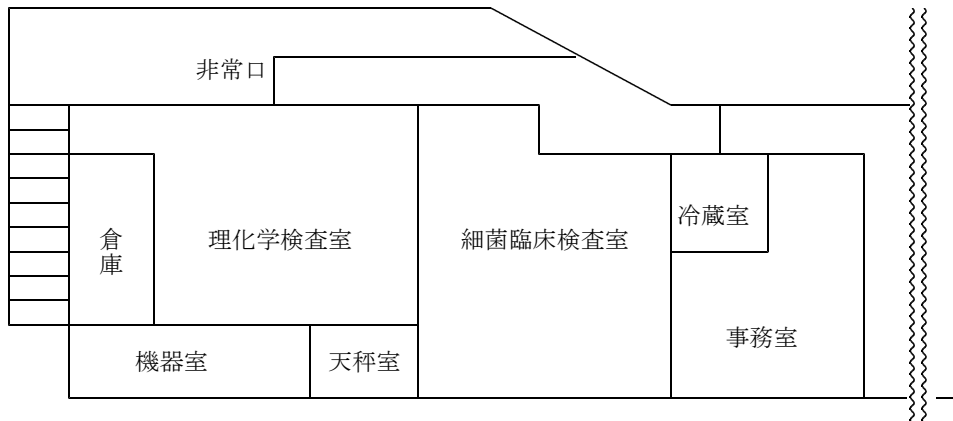 非常口
冷蔵室
倉庫
理化学検査室
細菌臨床検査室
事務室
機器室
天秤室